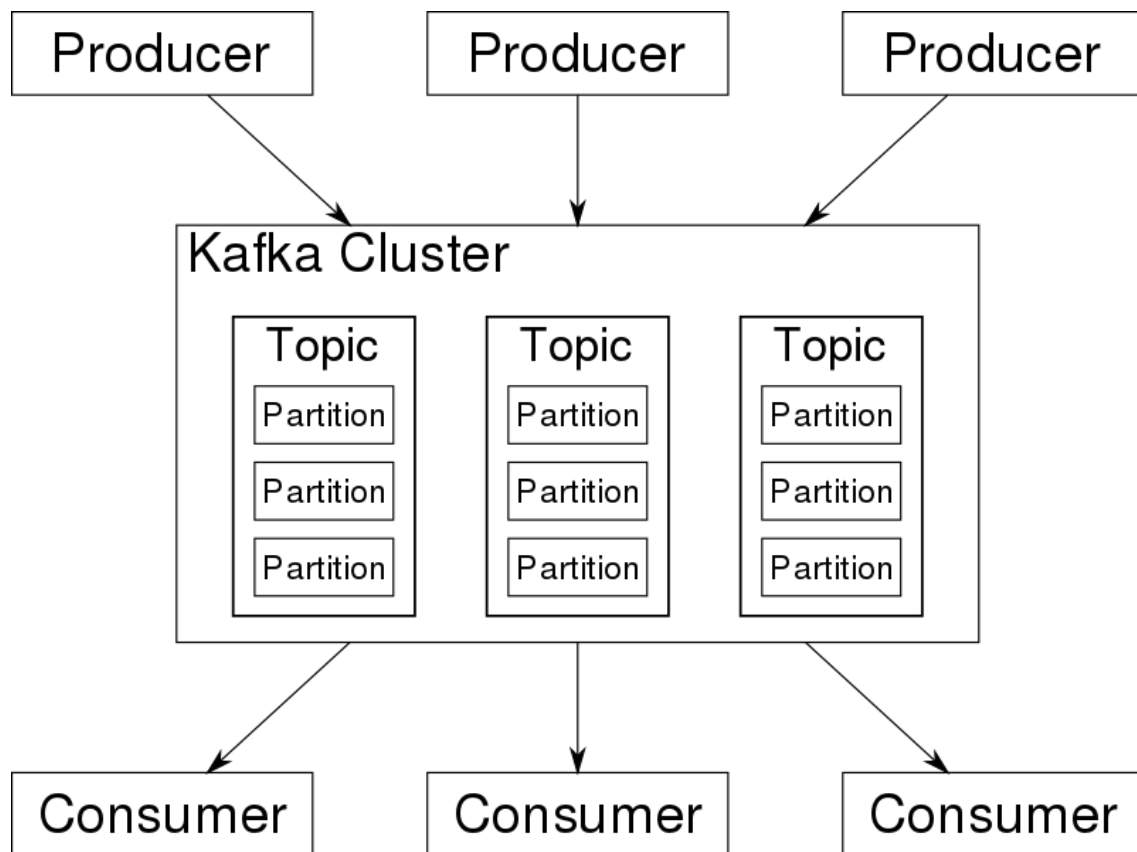 Producer
Producer
Producer
Kafka Cluster
Topic
Topic
Topic
Partition
Partition
Partition
Partition
Partition
Partition
Partition
Partition
Partition
Consumer
Consumer
Consumer